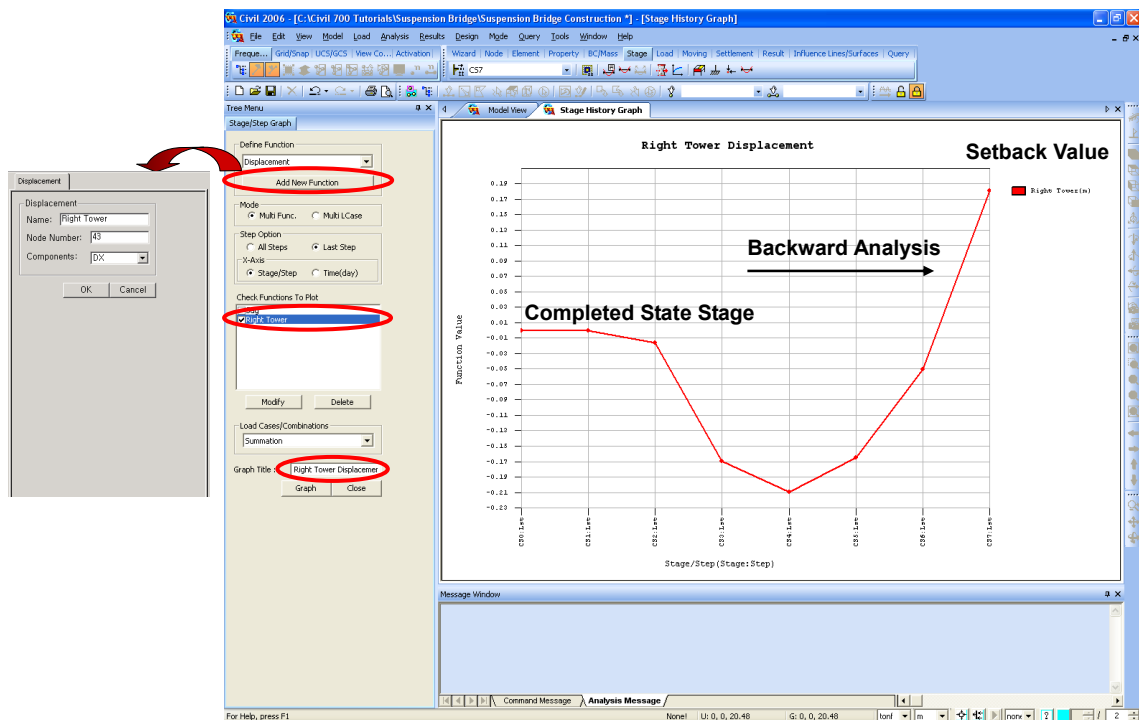 Civil 2006 - [C:\Civil 700 Tutorials\Suspension Bridge\Suspension Bridge Construction *] - [Stage History Graph]
File Edit View Model Load Analysis Results Design Mode Query Tools Window Help
Freque... Grid/Snap UCS/GCS View Co... Activation Wizard Node Element Property BC/Mass Stage Load Moving Settlement Result Influence Lines/Surfaces Query
CS7
Tree Menu
Stage/Step Graph
Define Function
Displacement
Add New Function
Mode
Multi Func. Multi LCase
Step Option
All Steps Last Step
X-Axis
Stage/Step Time(day)
Check Functions To Plot
Right Tower
Modify Delete
Load Cases/Combinations
Summation
Graph Title : Right Tower Displacemer
Graph Close
Displacement
Displacement
Name: Right Tower
Node Number: 43
Components: DX
OK Cancel
Model View Stage History Graph
Right Tower Displacement
Setback Value
Right Tower(m)
Backward Analysis
Completed State Stage
Function Value
0.19
0.17
0.15
0.13
0.11
0.09
0.07
0.05
0.03
0.01
-0.01
-0.03
-0.05
-0.07
-0.09
-0.11
-0.13
-0.15
-0.17
-0.19
-0.21
-0.23
CS0:Lst
CS1:Lst
CS2:Lst
CS3:Lst
CS4:Lst
CS5:Lst
CS6:Lst
CS7:Lst
Stage/Step(Stage:Step)
Message Window
Command Message Analysis Message
For Help, press F1 None! U: 0, 0, 20.48 G: 0, 0, 20.48 tonf m non ? / 2